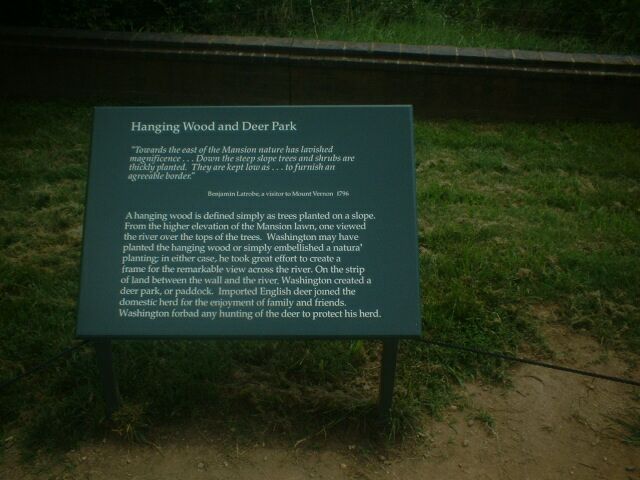 Hanging Wood and Deer Park
"Towards the east of the Mansion nature has lavished
magnificence . . . Down the steep slope trees and shrubs are
thickly planted. They are kept low as . . . to furnish an
agreeable border."
Benjamin Latrobe, a visitor to Mount Vernon 1796
A hanging wood is defined simply as trees planted on a slope.
From the higher elevation of the Mansion lawn, one viewed
the river over the tops of the trees. Washington may have
planted the hanging wood or simply embellished a natura'
planting; in either case, he took great effort to create a
frame for the remarkable view across the river. On the strip
of land between the wall and the river, Washington created a
deer park, or paddock. Imported English deer joined the
domestic herd for the enjoyment of family and friends.
Washington forbad any hunting of the deer to protect his herd.